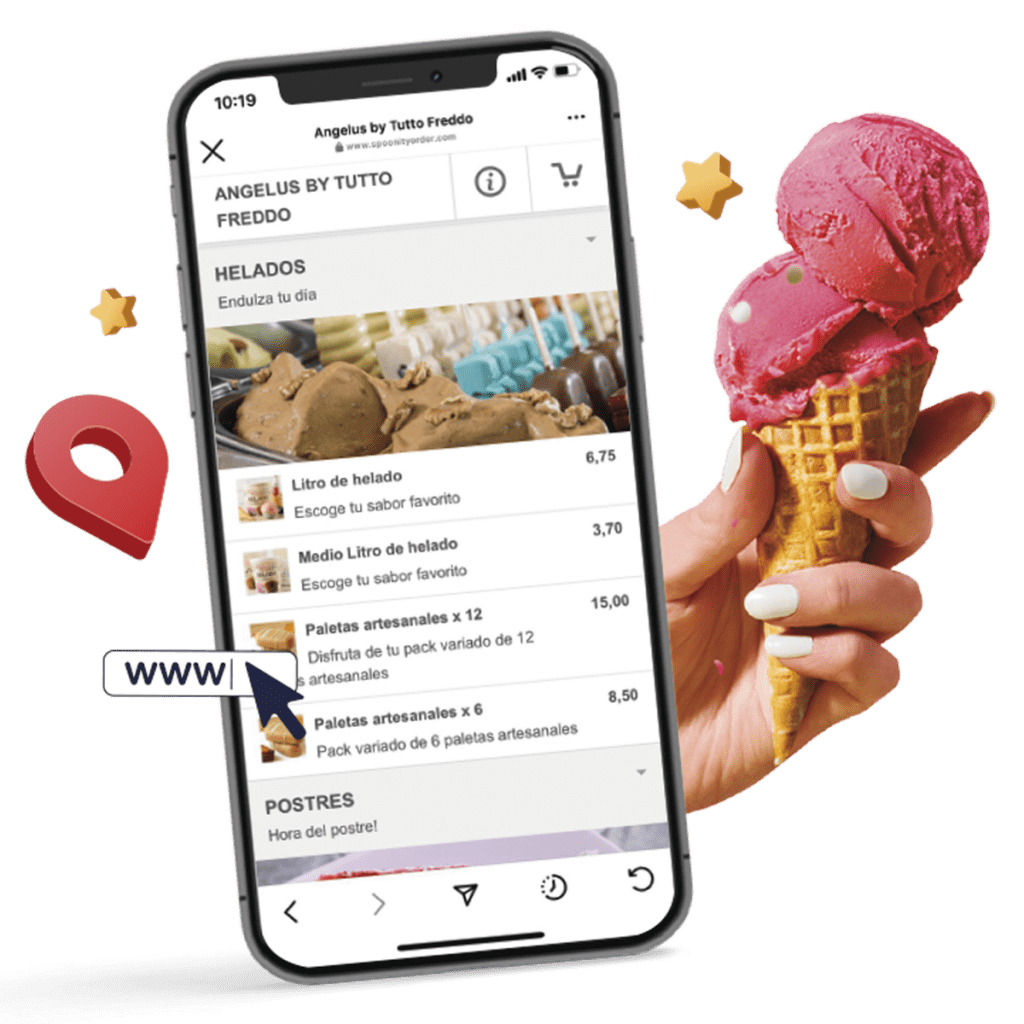 10:19
Angelus by Tutto Freddo
www.spoonityorder.com
ANGELUS BY TUTTO
FREDDO
HELADOS
Endulza tu día
Litro de helado 6,75
Escoge tu sabor favorito
Medio Litro de helado 3,70
Escoge tu sabor favorito
Paletas artesanales x 12 15,00
Disfruta de tu pack variado de 12
s artesanales
WWW
Paletas artesanales x 6 8,50
Pack variado de 6 paletas artesanales
POSTRES
Hora del postre!